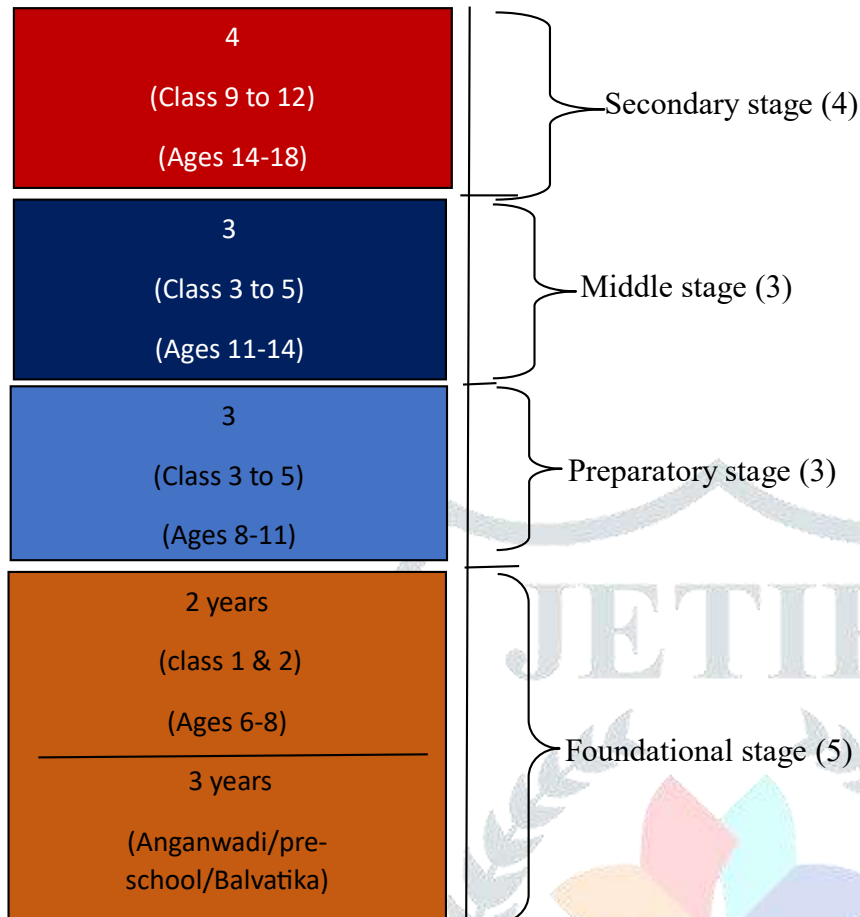 4
(Class 9 to 12)
(Ages 14-18)
Secondary stage (4)
3
(Class 3 to 5)
(Ages 11-14)
Middle stage (3)
3
(Class 3 to 5)
(Ages 8-11)
Preparatory stage (3)
2 years
(class 1 & 2)
(Ages 6-8)
Foundational stage (5)
3 years
(Anganwadi/pre-
school/Balvatika)